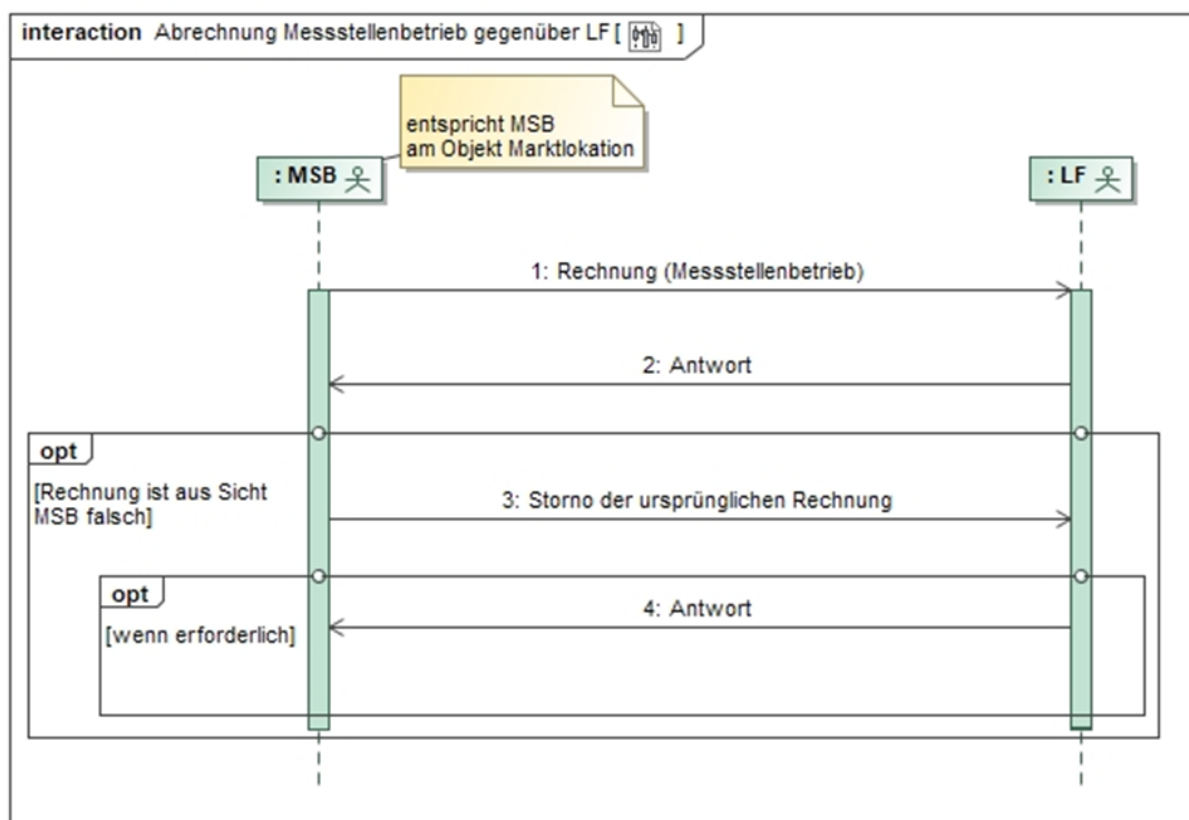 interaction Abrechnung Messstellenbetrieb gegenüber LF [ ]
entspricht MSB
am Objekt Marktlokation
: MSB
: LF
1: Rechnung (Messstellenbetrieb)
2: Antwort
opt
[Rechnung ist aus Sicht
MSB falsch]
3: Storno der ursprünglichen Rechnung
opt
[wenn erforderlich]
4: Antwort